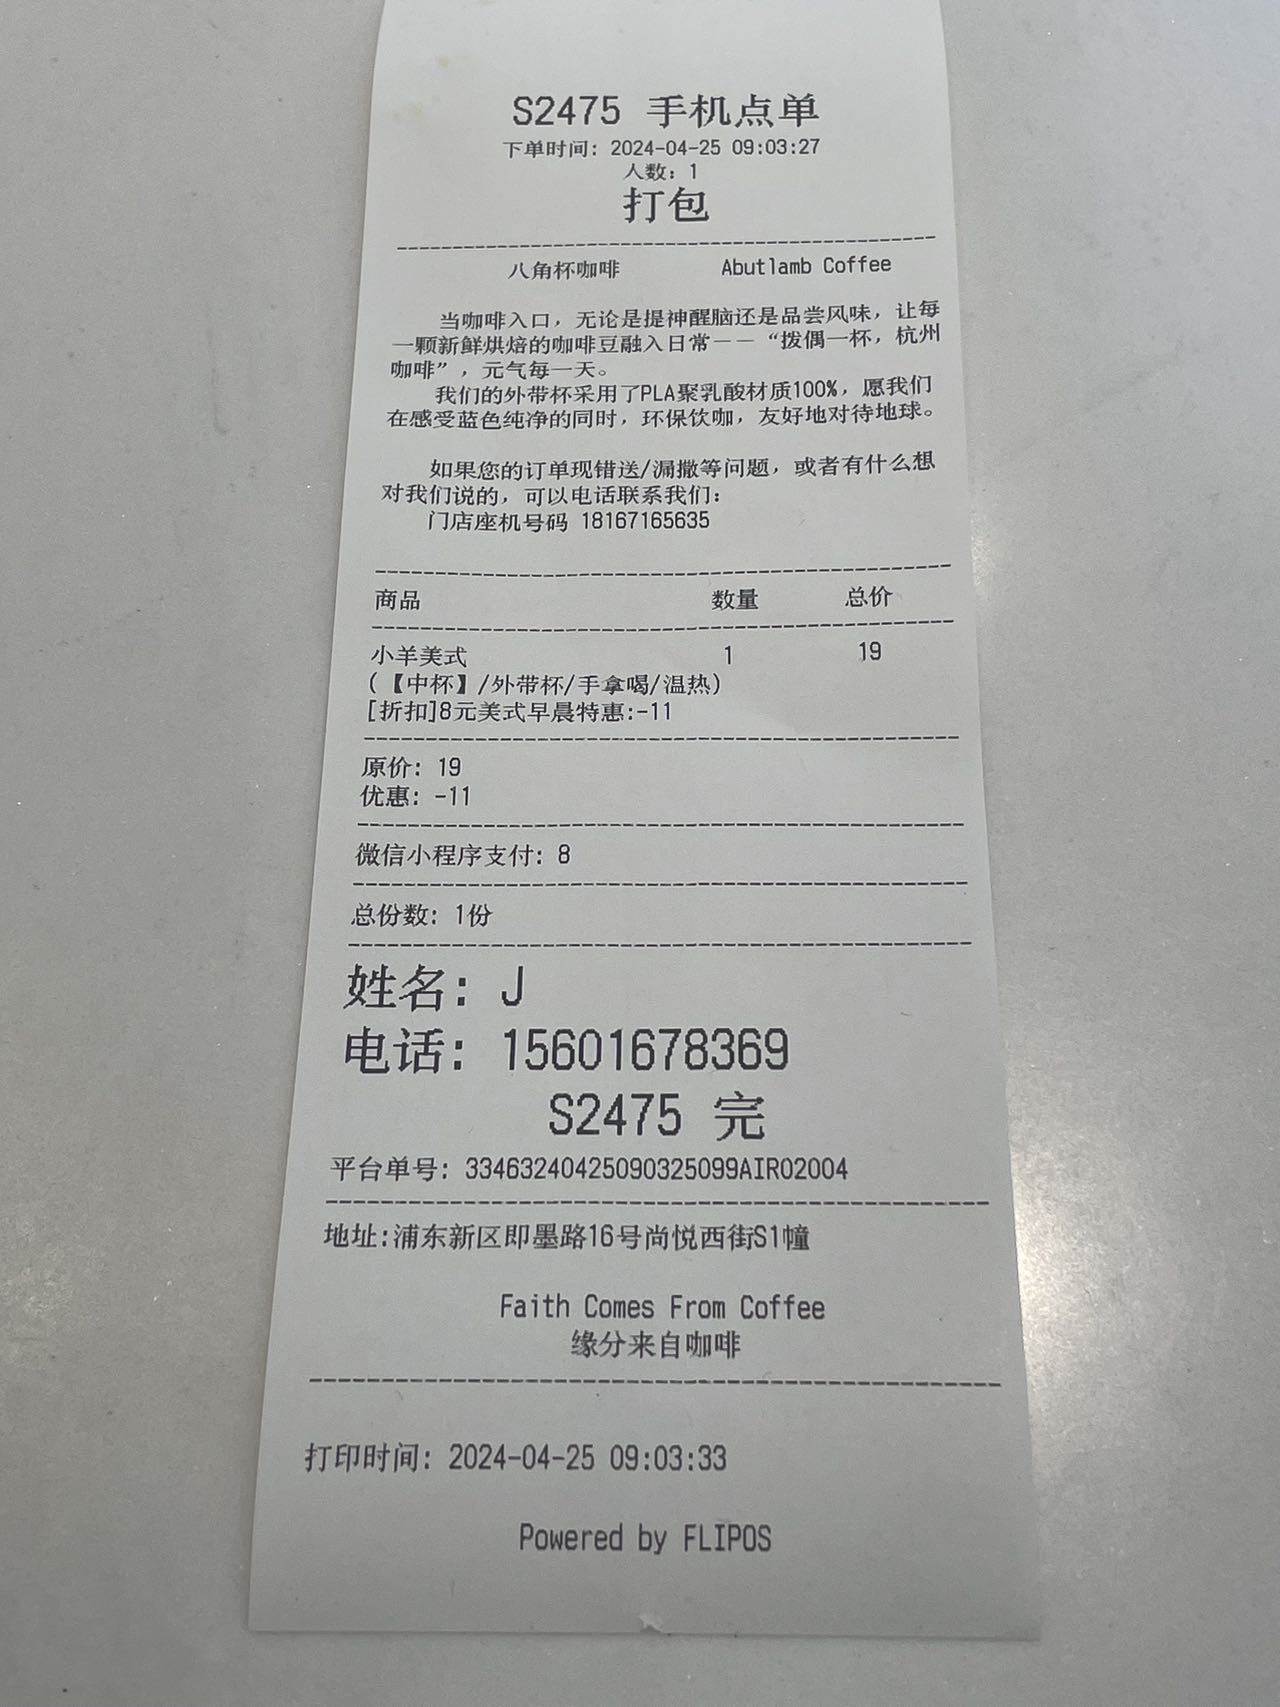 S2475 手机点单
下单时间: 2024-04-25 09:03:27
人数: 1
打包
八角杯咖啡 Abutlamb Coffee
当咖啡入口，无论是提神醒脑还是品尝风味，让每
一颗新鲜烘焙的咖啡豆融入日常——“拨偶一杯，杭州
咖啡”，元气每一天。
我们的外带杯采用了PLA聚乳酸材质100%，愿我们
在感受蓝色纯净的同时，环保饮咖，友好地对待地球。
如果您的订单现错送/漏撒等问题，或者有什么想
对我们说的，可以电话联系我们：
门店座机号码 18167165635
商品 数量 总价
小羊美式 1 19
(【中杯】/外带杯/手拿喝/温热)
[折扣]8元美式早晨特惠:-11
原价: 19
优惠: -11
微信小程序支付: 8
总份数: 1份
姓名: J
电话: 15601678369
S2475 完
平台单号: 33463240425090325099AIRO2004
地址:浦东新区即墨路16号尚悦西街S1幢
Faith Comes From Coffee
缘分来自咖啡
打印时间: 2024-04-25 09:03:33
Powered by FLIPOS